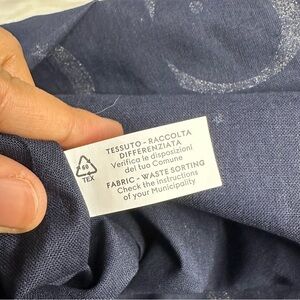 TESSUTO - RACCOLTA
DIFFERENZIATA
Verifica le disposizioni
del tuo Comune
FABRIC - WASTE SORTING
Check the instructions
of your Municipality.
60
TEX